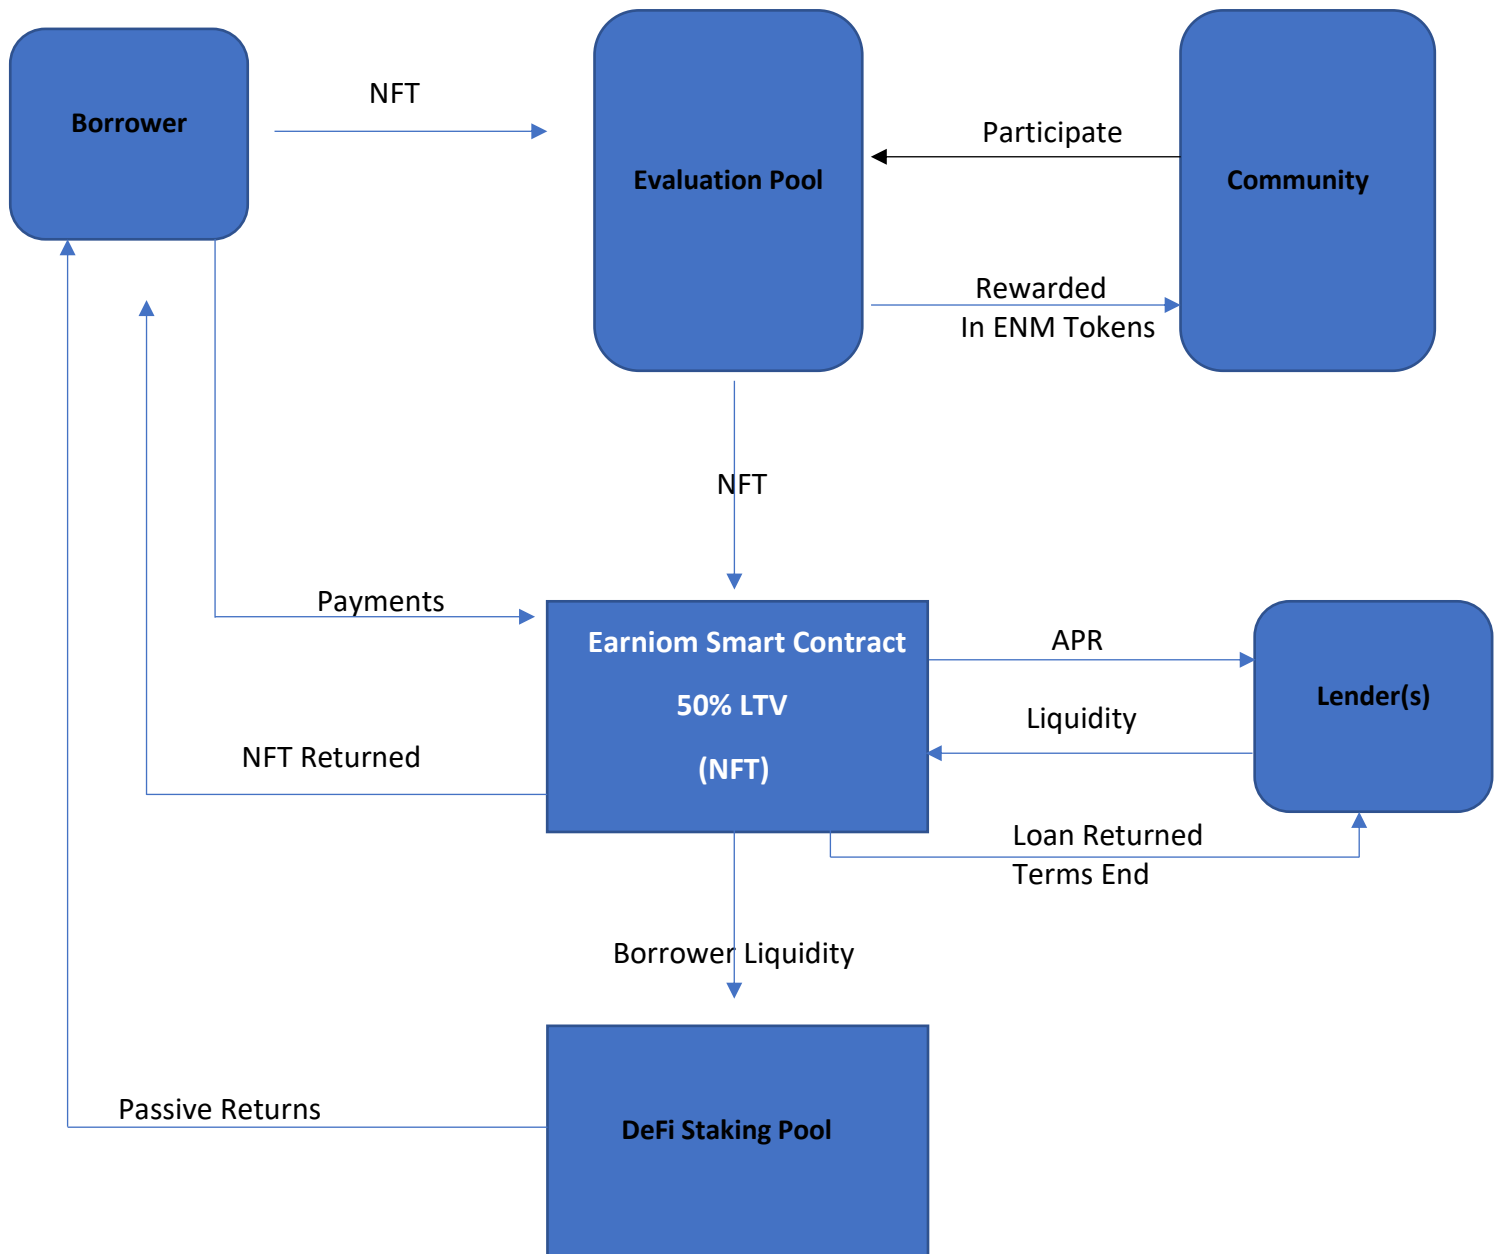 Borrower
NFT
Evaluation Pool
Participate
Community
Rewarded
In ENM Tokens
NFT
Payments
Earniom Smart Contract
50% LTV
(NFT)
APR
Liquidity
Lender(s)
NFT Returned
Loan Returned
Terms End
Borrower Liquidity
Passive Returns
DeFi Staking Pool